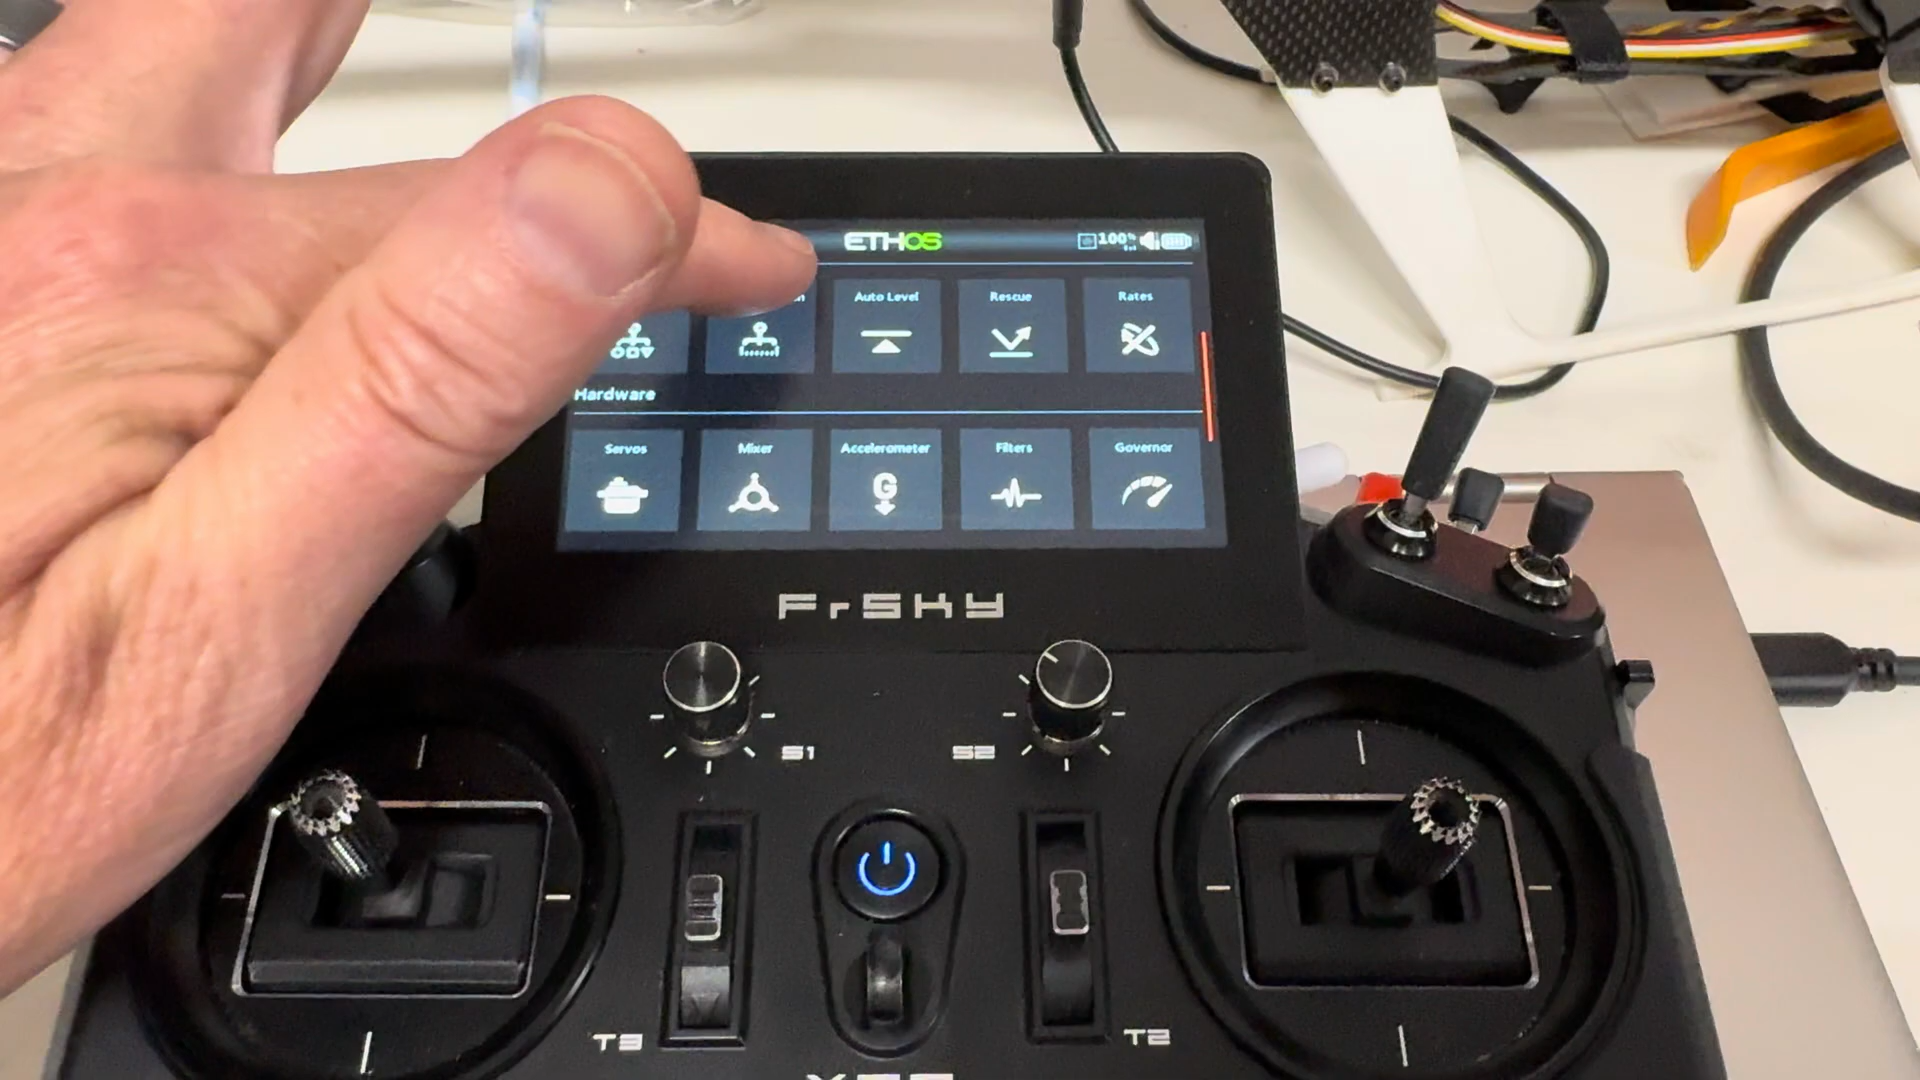 ETHOS 100%
Auto Level Rescue Rates
Hardware
Servos Mixer Accelerometer Filters Governor
G
FrSKY
S1 S2
T3 T2